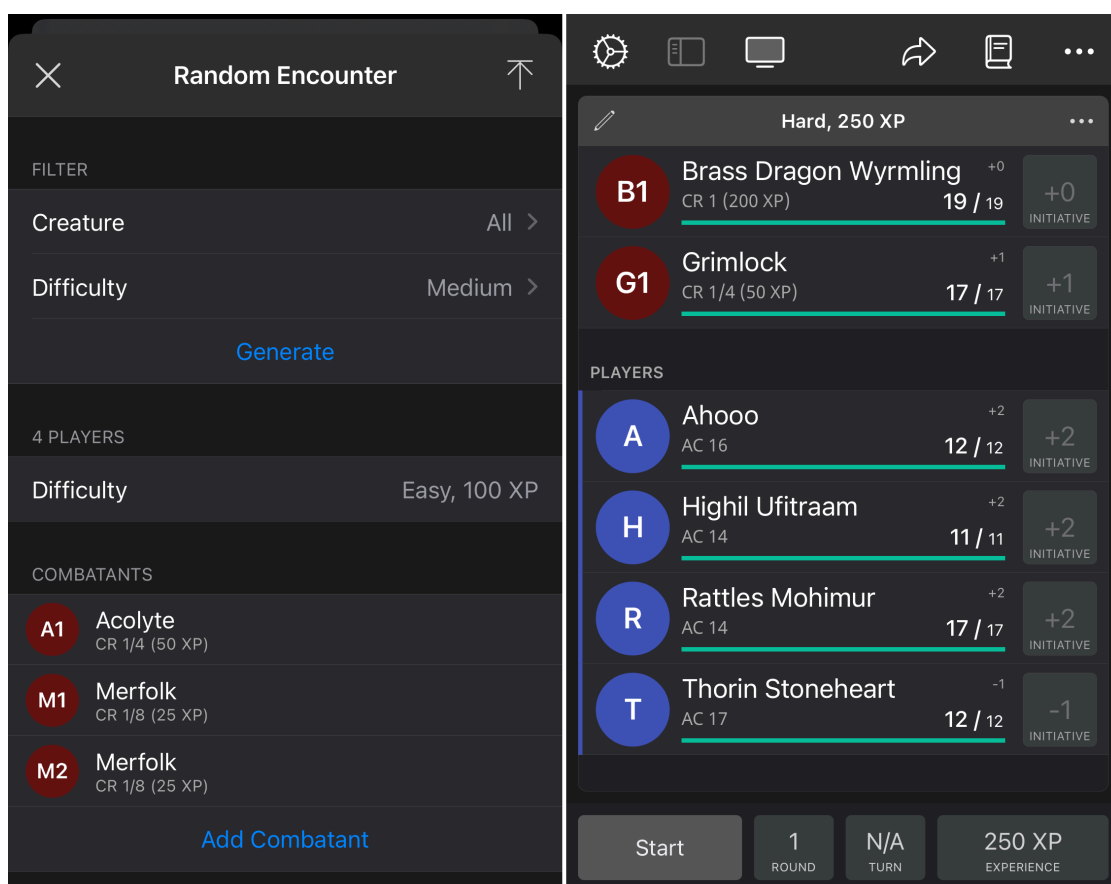 Random Encounter
FILTER
Creature All
Difficulty Medium
Generate
4 PLAYERS
Difficulty Easy, 100 XP
COMBATANTS
A1 Acolyte
CR 1/4 (50 XP)
M1 Merfolk
CR 1/8 (25 XP)
M2 Merfolk
CR 1/8 (25 XP)
Add Combatant
Hard, 250 XP
B1 Brass Dragon Wyrmling +0
CR 1 (200 XP) 19 / 19
+0 INITIATIVE
G1 Grimlock +1
CR 1/4 (50 XP) 17 / 17
+1 INITIATIVE
PLAYERS
A Ahooo +2
AC 16 12 / 12
+2 INITIATIVE
H Highil Ufitraam +2
AC 14 11 / 11
+2 INITIATIVE
R Rattles Mohimur +2
AC 14 17 / 17
+2 INITIATIVE
T Thorin Stoneheart -1
AC 17 12 / 12
-1 INITIATIVE
Start
1 ROUND
N/A TURN
250 XP EXPERIENCE